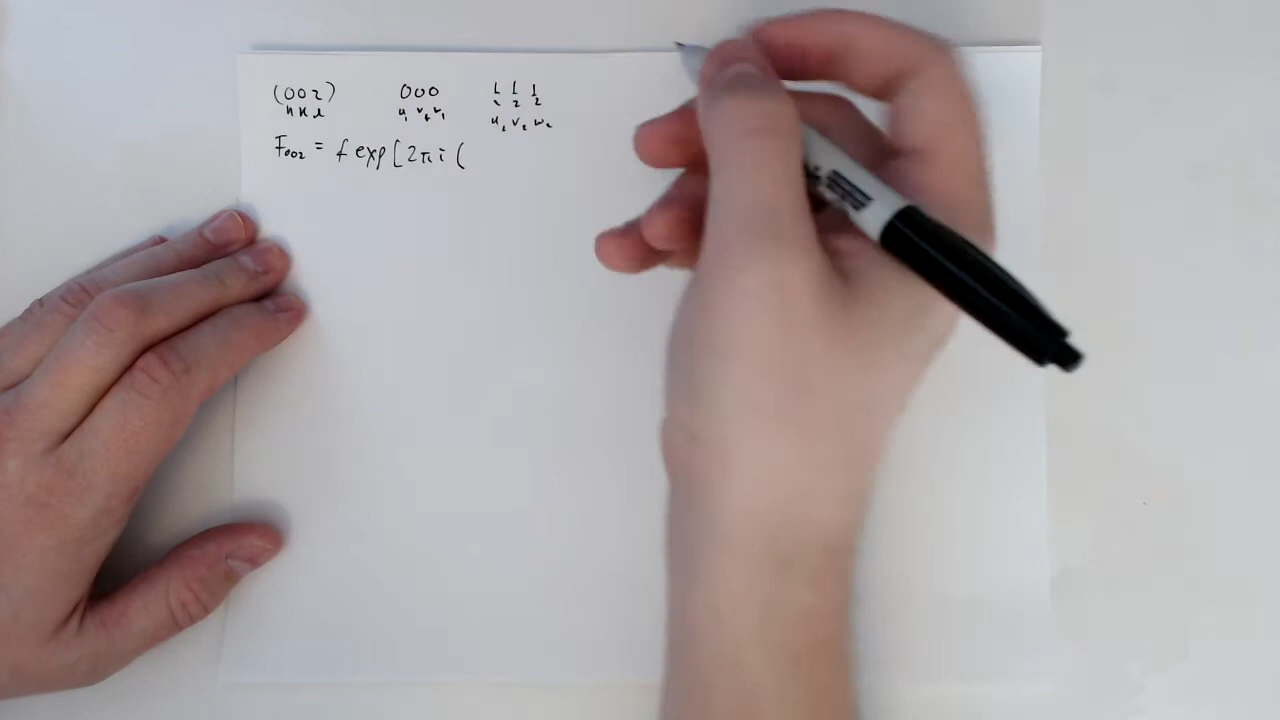 (002) 000 1/2 1/2 1/2
h k l u₁ v₁ w₁ u₂ v₂ w₂
F₀₀₂ = f exp[2πi(